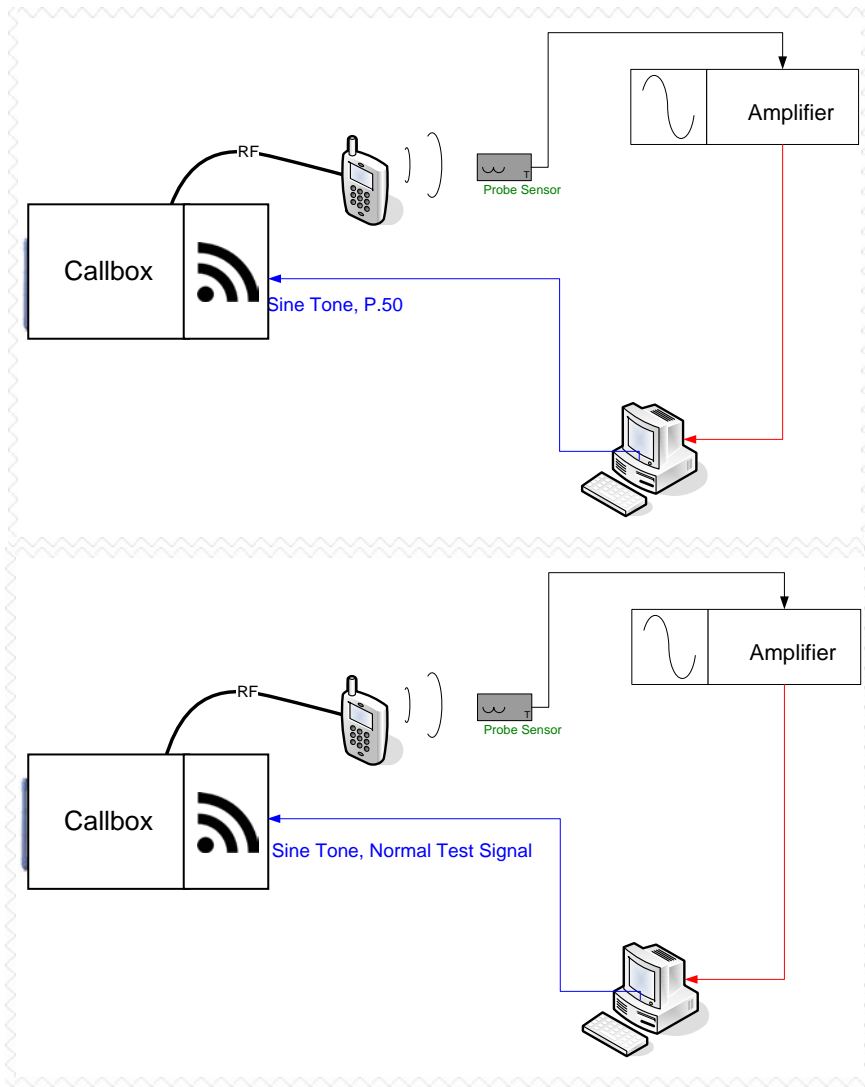 Amplifier
RF
T
Probe Sensor
Callbox
Sine Tone, P.50
Amplifier
RF
T
Probe Sensor
Callbox
Sine Tone, Normal Test Signal